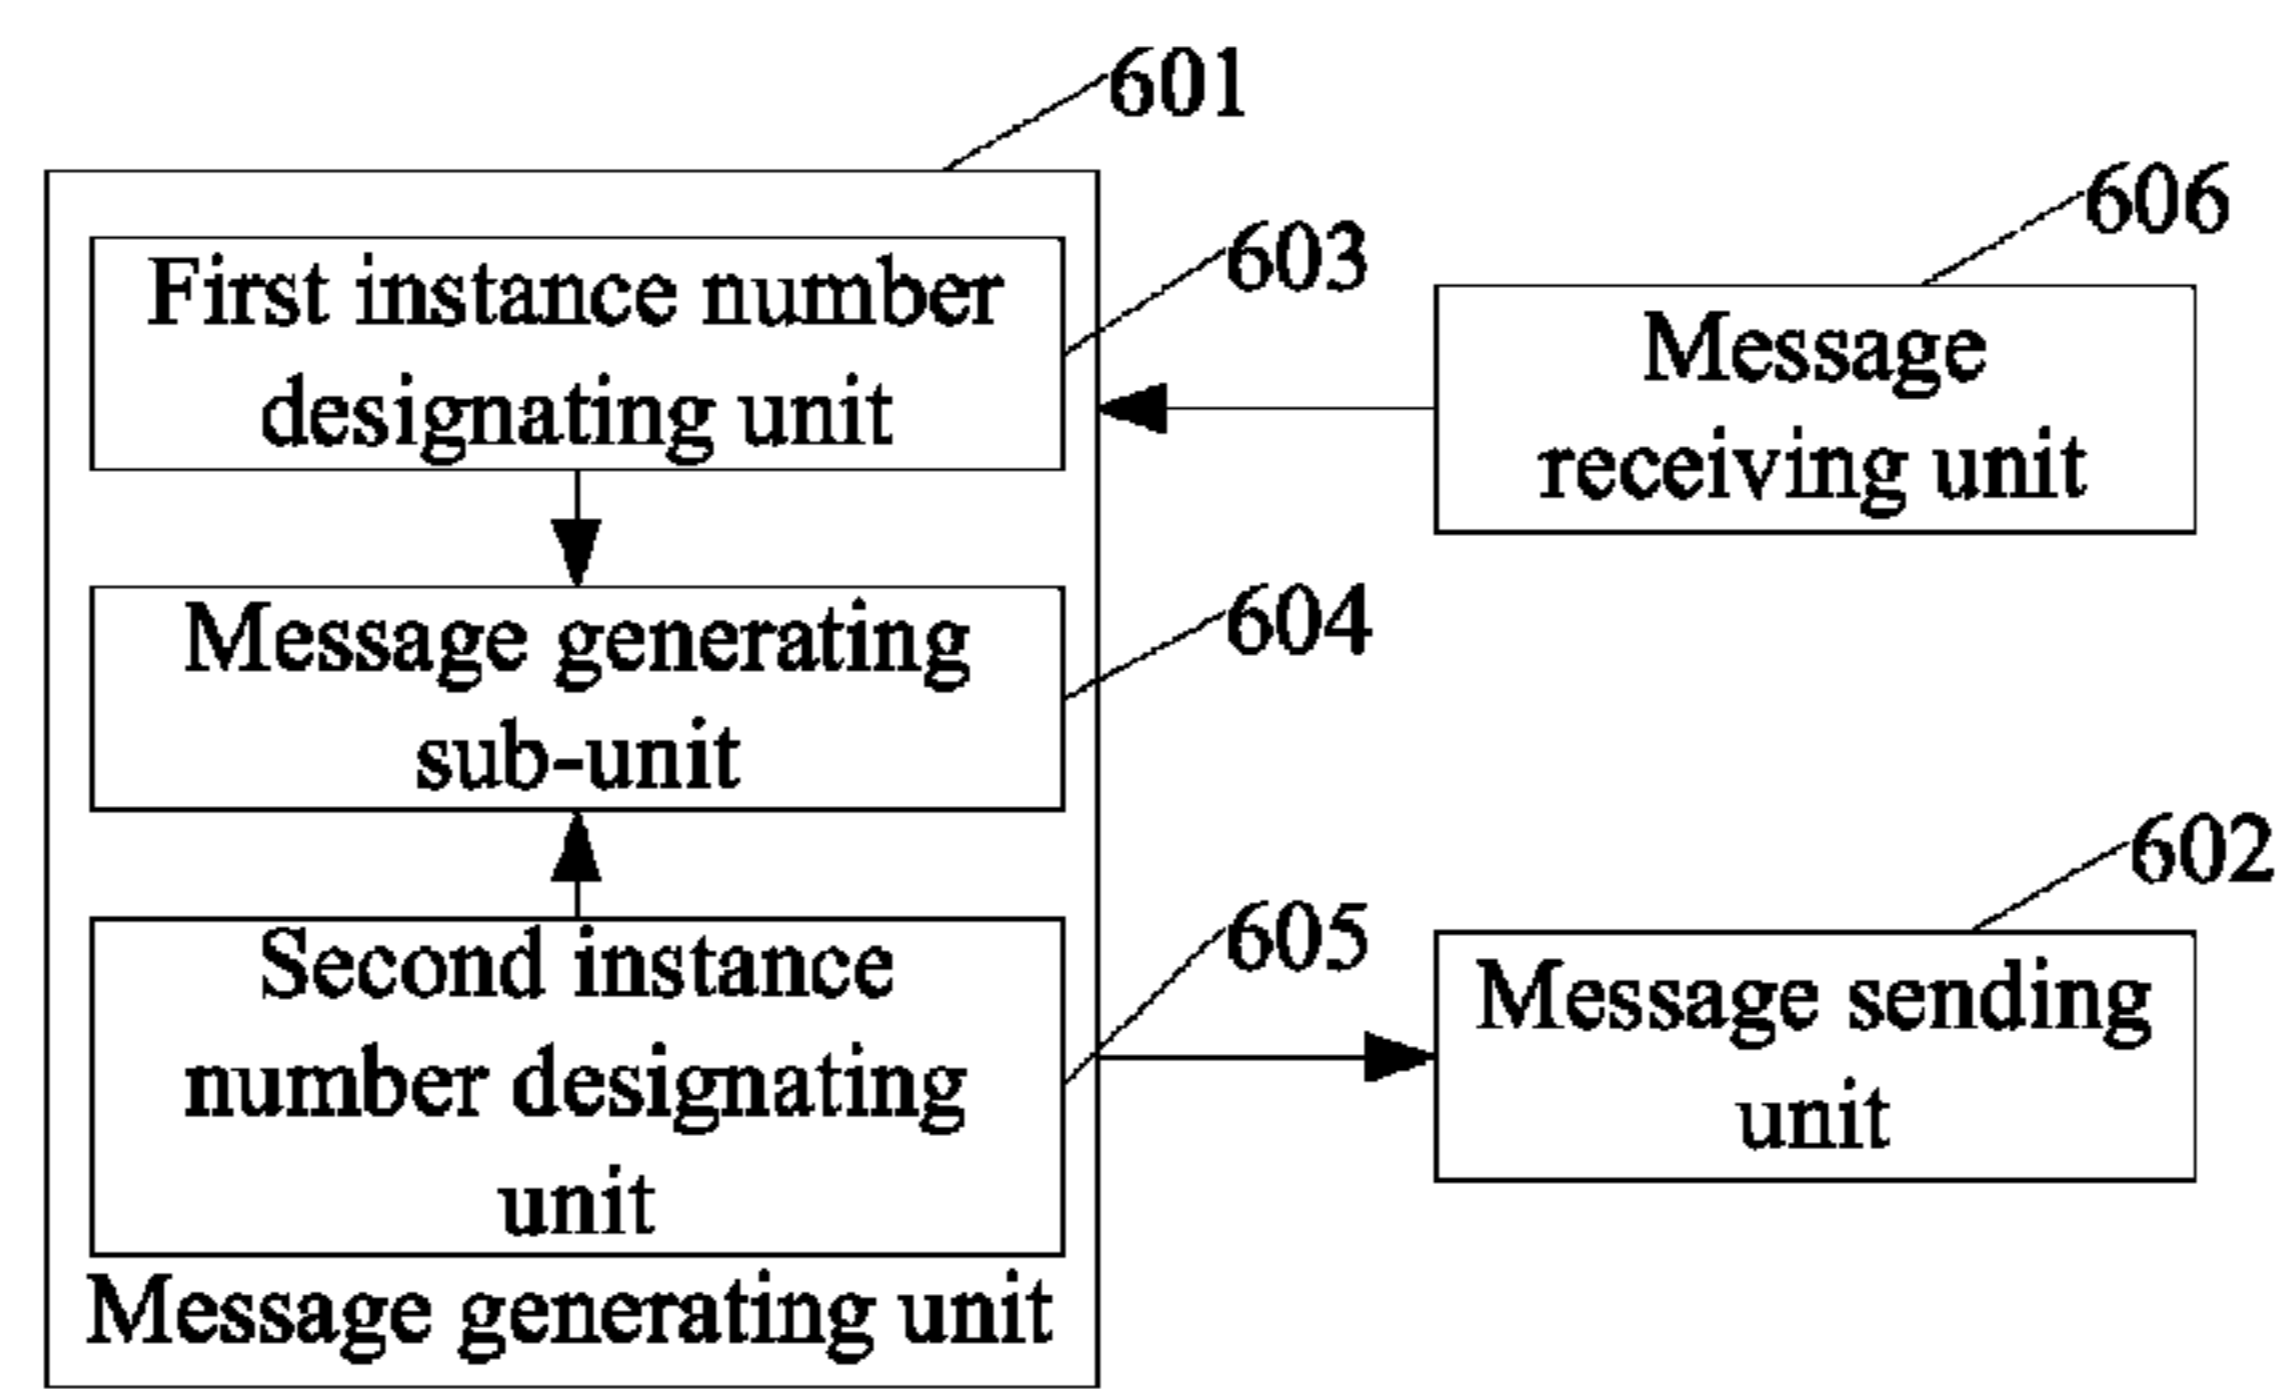 601
606
603
First instance number
designating unit
Message
receiving unit
604
Message generating
sub-unit
602
605
Second instance
number designating
unit
Message sending
unit
Message generating unit